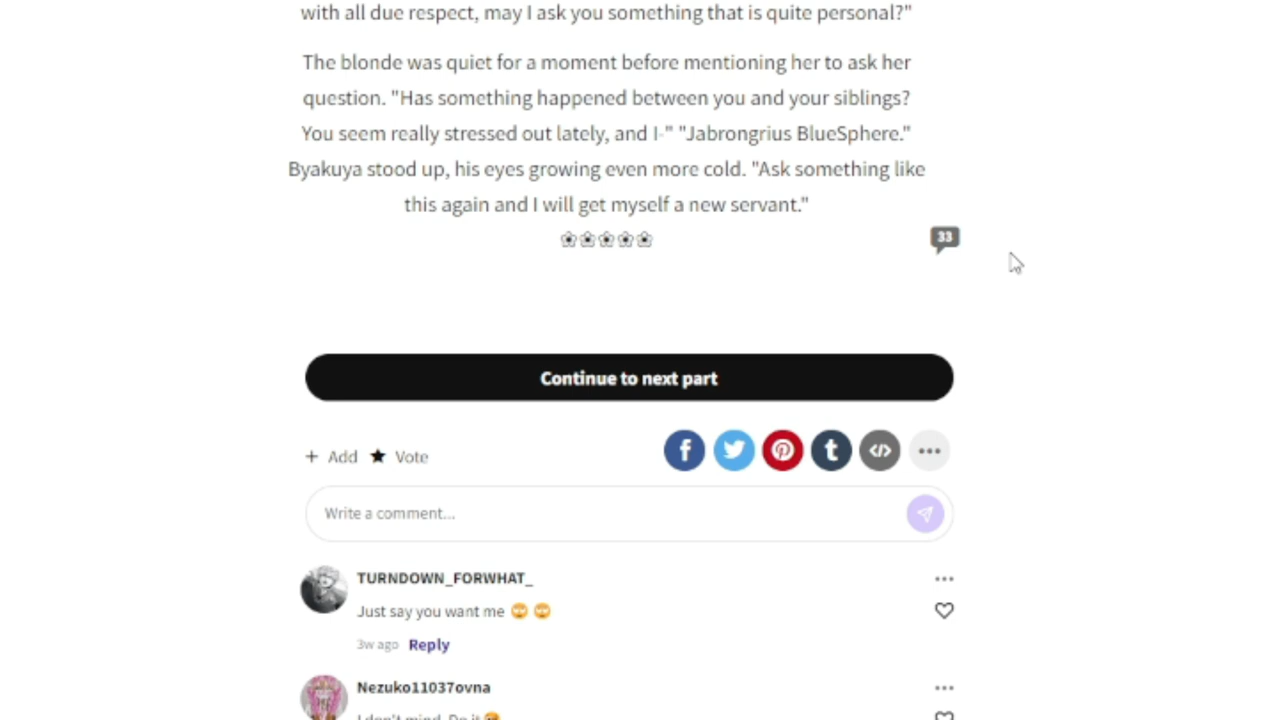 with all due respect, may I ask you something that is quite personal?"
The blonde was quiet for a moment before mentioning her to ask her
question. "Has something happened between you and your siblings?
You seem really stressed out lately, and I-" "Jabrongrius BlueSphere."
Byakuya stood up, his eyes growing even more cold. "Ask something like
this again and I will get myself a new servant."
33
Continue to next part
+ Add ★ Vote
Write a comment...
TURNDOWN_FORWHAT_
Just say you want me 🙄 🙄
3w ago Reply
Nezuko11037ovna
I don't mind. Do it